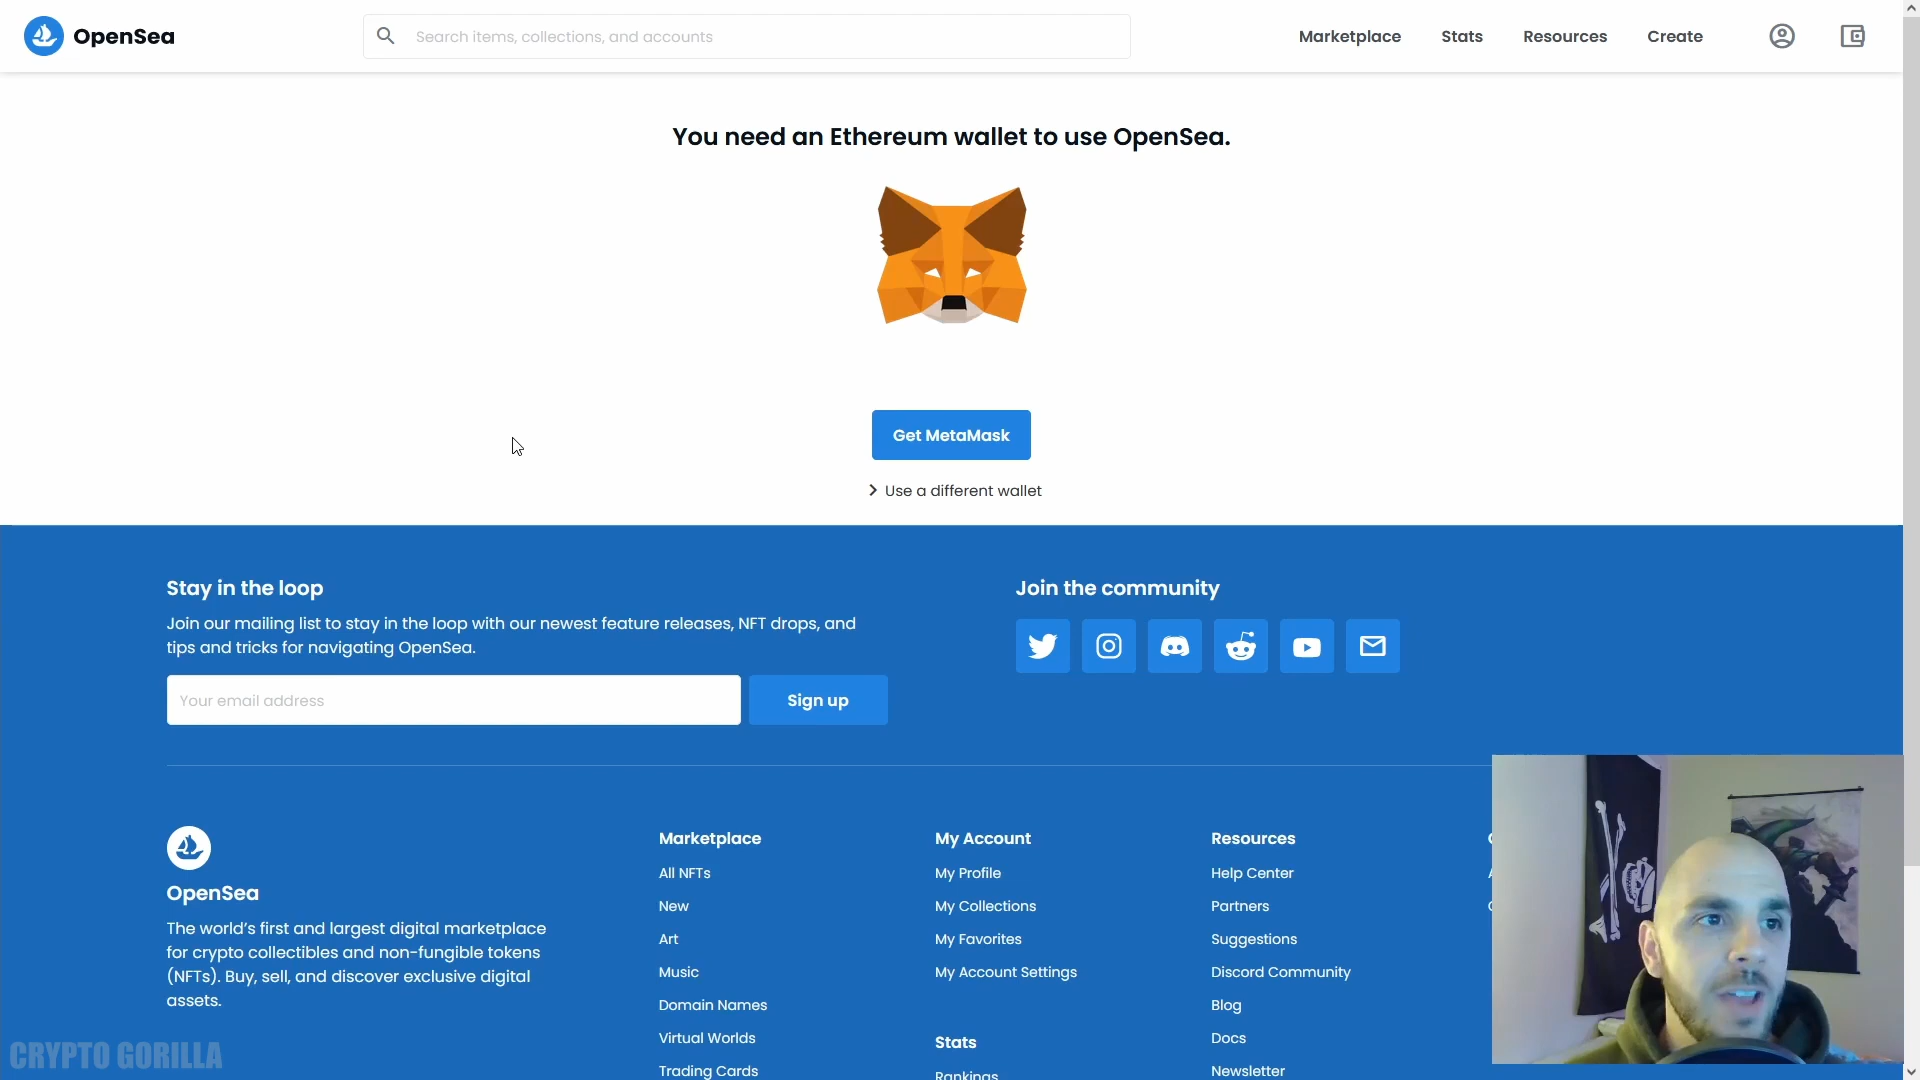 OpenSea
Search items, collections, and accounts
Marketplace
Stats
Resources
Create
You need an Ethereum wallet to use OpenSea.
Get MetaMask
Use a different wallet
Stay in the loop
Join our mailing list to stay in the loop with our newest feature releases, NFT drops, and
tips and tricks for navigating OpenSea.
Your email address
Sign up
Join the community
OpenSea
The world's first and largest digital marketplace
for crypto collectibles and non-fungible tokens
(NFTs). Buy, sell, and discover exclusive digital
assets.
Marketplace
All NFTs
New
Art
Music
Domain Names
Virtual Worlds
Trading Cards
My Account
My Profile
My Collections
My Favorites
My Account Settings
Stats
Rankings
Resources
Help Center
Partners
Suggestions
Discord Community
Blog
Docs
Newsletter
CRYPTO GORILLA